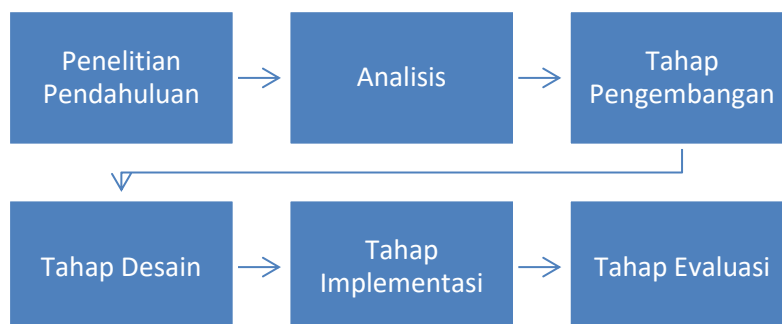 Penelitian
Pendahuluan
Analisis
Tahap
Pengembangan
Tahap Desain
Tahap
Implementasi
Tahap Evaluasi